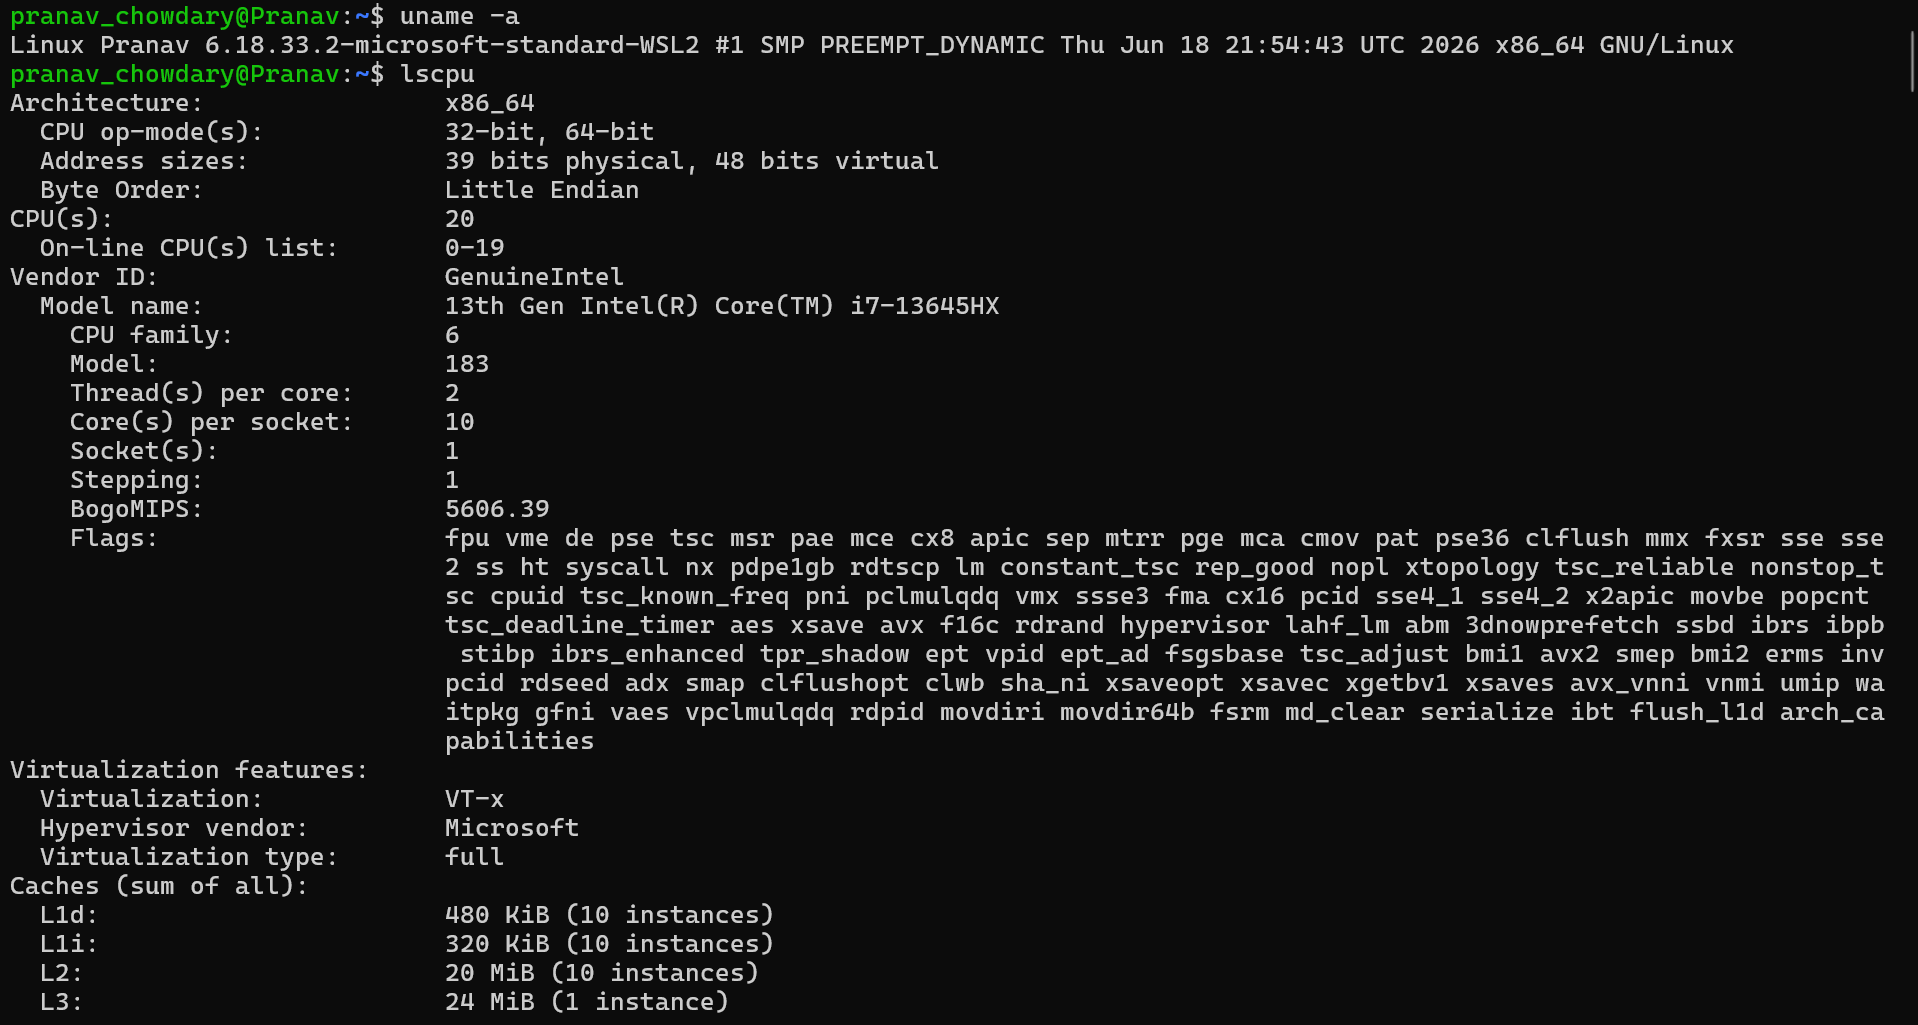 pranav_chowdary@Pranav:~$ uname -a
Linux Pranav 6.18.33.2-microsoft-standard-WSL2 #1 SMP PREEMPT_DYNAMIC Thu Jun 18 21:54:43 UTC 2026 x86_64 GNU/Linux
pranav_chowdary@Pranav:~$ lscpu
Architecture:                x86_64
  CPU op-mode(s):            32-bit, 64-bit
  Address sizes:             39 bits physical, 48 bits virtual
  Byte Order:                Little Endian
CPU(s):                      20
  On-line CPU(s) list:       0-19
Vendor ID:                   GenuineIntel
  Model name:                13th Gen Intel(R) Core(TM) i7-13645HX
    CPU family:              6
    Model:                   183
    Thread(s) per core:      2
    Core(s) per socket:      10
    Socket(s):               1
    Stepping:                1
    BogoMIPS:                5606.39
    Flags:                   fpu vme de pse tsc msr pae mce cx8 apic sep mtrr pge mca cmov pat pse36 clflush mmx fxsr sse sse
                             2 ss ht syscall nx pdpe1gb rdtscp lm constant_tsc rep_good nopl xtopology tsc_reliable nonstop_t
                             sc cpuid tsc_known_freq pni pclmulqdq vmx ssse3 fma cx16 pcid sse4_1 sse4_2 x2apic movbe popcnt
                             tsc_deadline_timer aes xsave avx f16c rdrand hypervisor lahf_lm abm 3dnowprefetch ssbd ibrs ibpb
                              stibp ibrs_enhanced tpr_shadow ept vpid ept_ad fsgsbase tsc_adjust bmi1 avx2 smep bmi2 erms inv
                             pcid rdseed adx smap clflushopt clwb sha_ni xsaveopt xsavec xgetbv1 xsaves avx_vnni vnmi umip wa
                             itpkg gfni vaes vpclmulqdq rdpid movdiri movdir64b fsrm md_clear serialize ibt flush_l1d arch_ca
                             pabilities
Virtualization features:
  Virtualization:            VT-x
  Hypervisor vendor:         Microsoft
  Virtualization type:       full
Caches (sum of all):
  L1d:                       480 KiB (10 instances)
  L1i:                       320 KiB (10 instances)
  L2:                        20 MiB (10 instances)
  L3:                        24 MiB (1 instance)